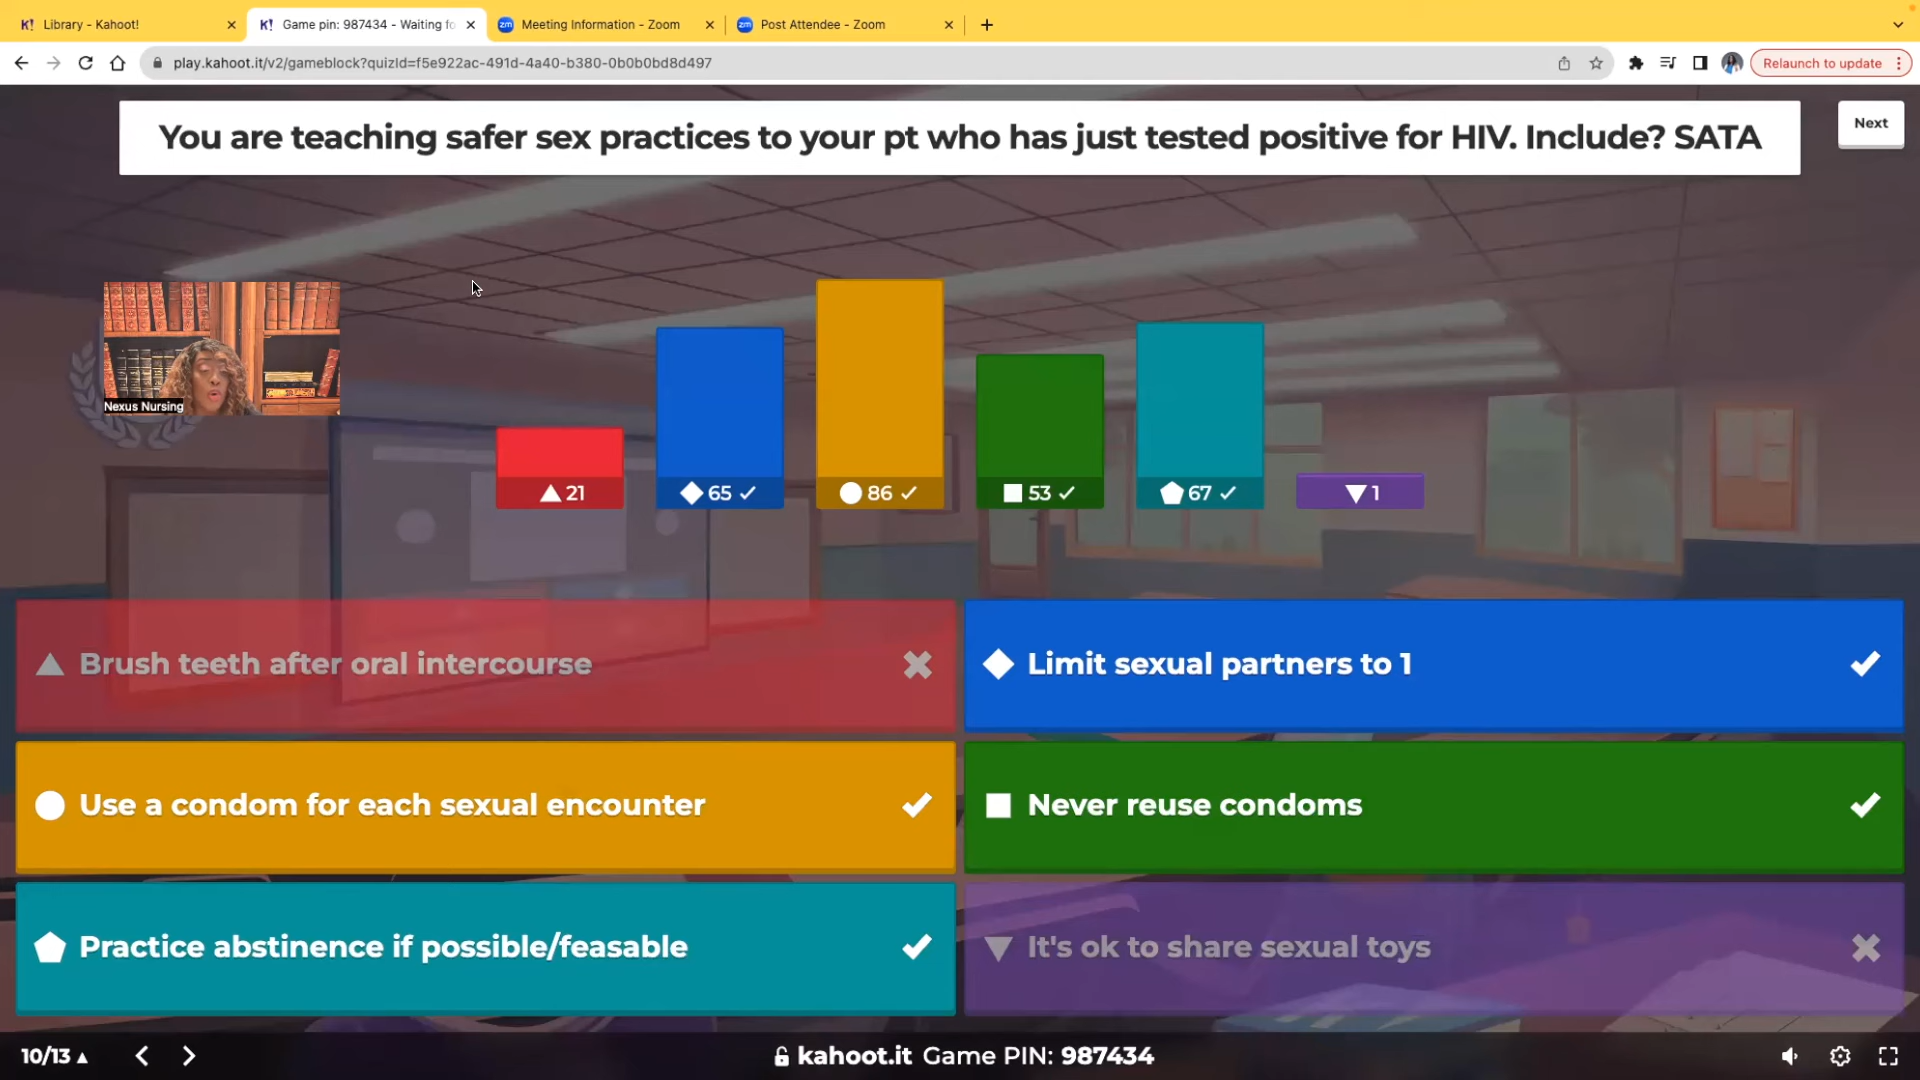 Library - Kahoot!
Game pin: 987434 - Waiting fo
Meeting Information - Zoom
Post Attendee - Zoom
play.kahoot.it/v2/gameblock?quizId=f5e922ac-491d-4a40-b380-0b0b0bd8d497
Relaunch to update
You are teaching safer sex practices to your pt who has just tested positive for HIV. Include? SATA
Next
Nexus Nursing
21
65
86
53
67
1
Brush teeth after oral intercourse
Limit sexual partners to 1
Use a condom for each sexual encounter
Never reuse condoms
Practice abstinence if possible/feasable
It's ok to share sexual toys
10/13
kahoot.it Game PIN: 987434